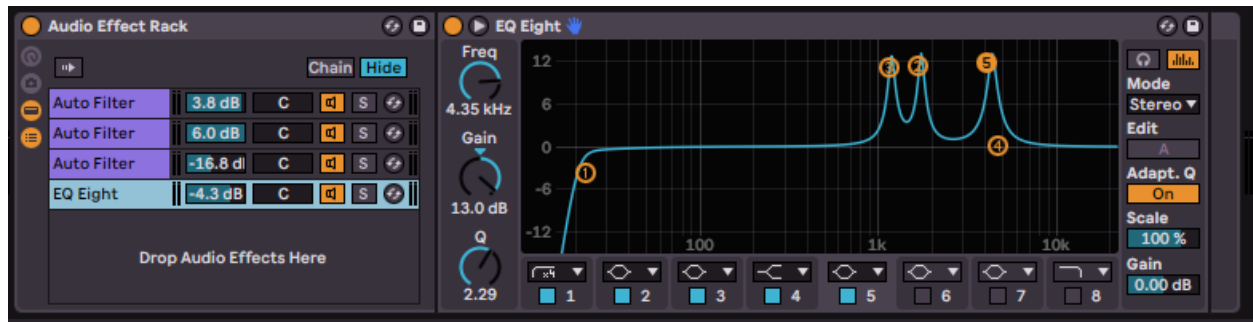 Audio Effect Rack
Chain Hide
Auto Filter 3.8 dB C S
Auto Filter 6.0 dB C S
Auto Filter -16.8 d C S
EQ Eight -4.3 dB C S
Drop Audio Effects Here
EQ Eight
Freq
4.35 kHz
Gain
13.0 dB
Q
2.29
12
6
0
-6
-12
100 1k 10k
3 2 5
4
1
x4
1 2 3 4 5 6 7 8
Mode
Stereo
Edit
A
Adapt. Q
On
Scale
100 %
Gain
0.00 dB